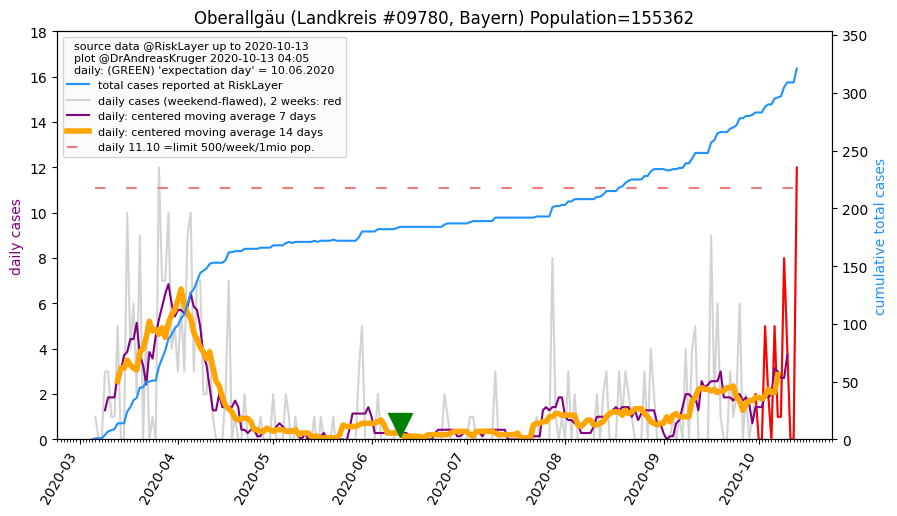 Oberallgäu (Landkreis #09780, Bayern) Population=155362
source data @RiskLayer up to 2020-10-13
plot @DrAndreasKruger 2020-10-13 04:05
daily: (GREEN) 'expectation day' = 10.06.2020
total cases reported at RiskLayer
daily cases (weekend-flawed), 2 weeks: red
daily: centered moving average 7 days
daily: centered moving average 14 days
daily 11.10 =limit 500/week/1mio pop.
daily cases
18
16
14
12
10
8
6
4
2
0
350
300
250
200
150
100
50
0
cumulative total cases
2020-03
2020-04
2020-05
2020-06
2020-07
2020-08
2020-09
2020-10